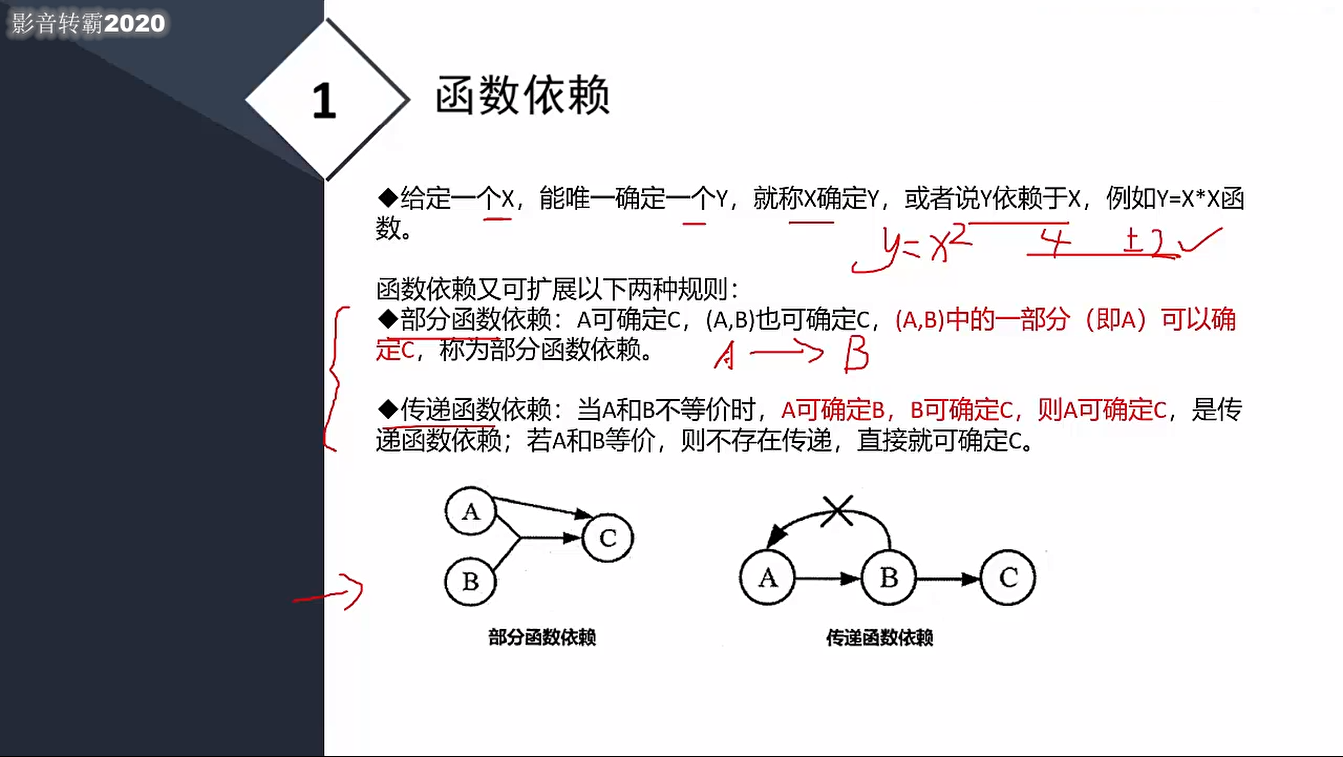 影音转霸2020
1
函数依赖
◆给定一个X，能唯一确定一个Y，就称X确定Y，或者说Y依赖于X，例如Y=X*X函
数。
y=x² 4 ±2✓
函数依赖又可扩展以下两种规则：
◆部分函数依赖：A可确定C，(A,B)也可确定C，(A,B)中的一部分（即A）可以确
定C，称为部分函数依赖。
A → B
◆传递函数依赖：当A和B不等价时，A可确定B，B可确定C，则A可确定C，是传
递函数依赖；若A和B等价，则不存在传递，直接就可确定C。
A
C
B
A B C
部分函数依赖
传递函数依赖